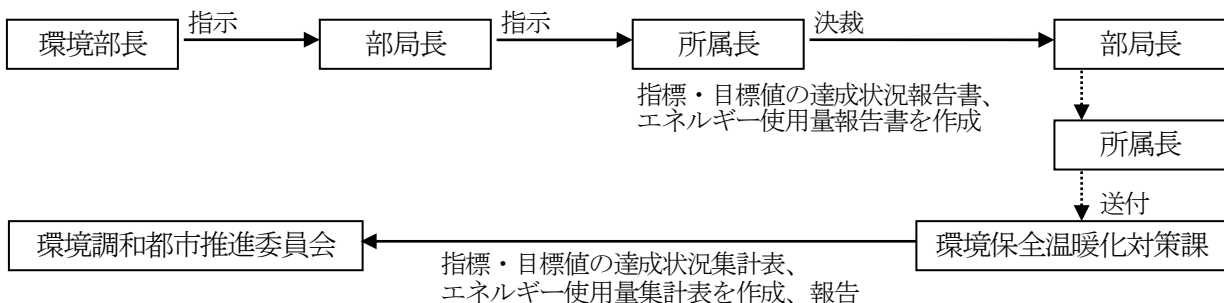 環境部長
指示
部局長
指示
所属長
決裁
部局長
指標・目標値の達成状況報告書、
エネルギー使用量報告書を作成
所属長
送付
環境保全温暖化対策課
環境調和都市推進委員会
指標・目標値の達成状況集計表、
エネルギー使用量集計表を作成、報告